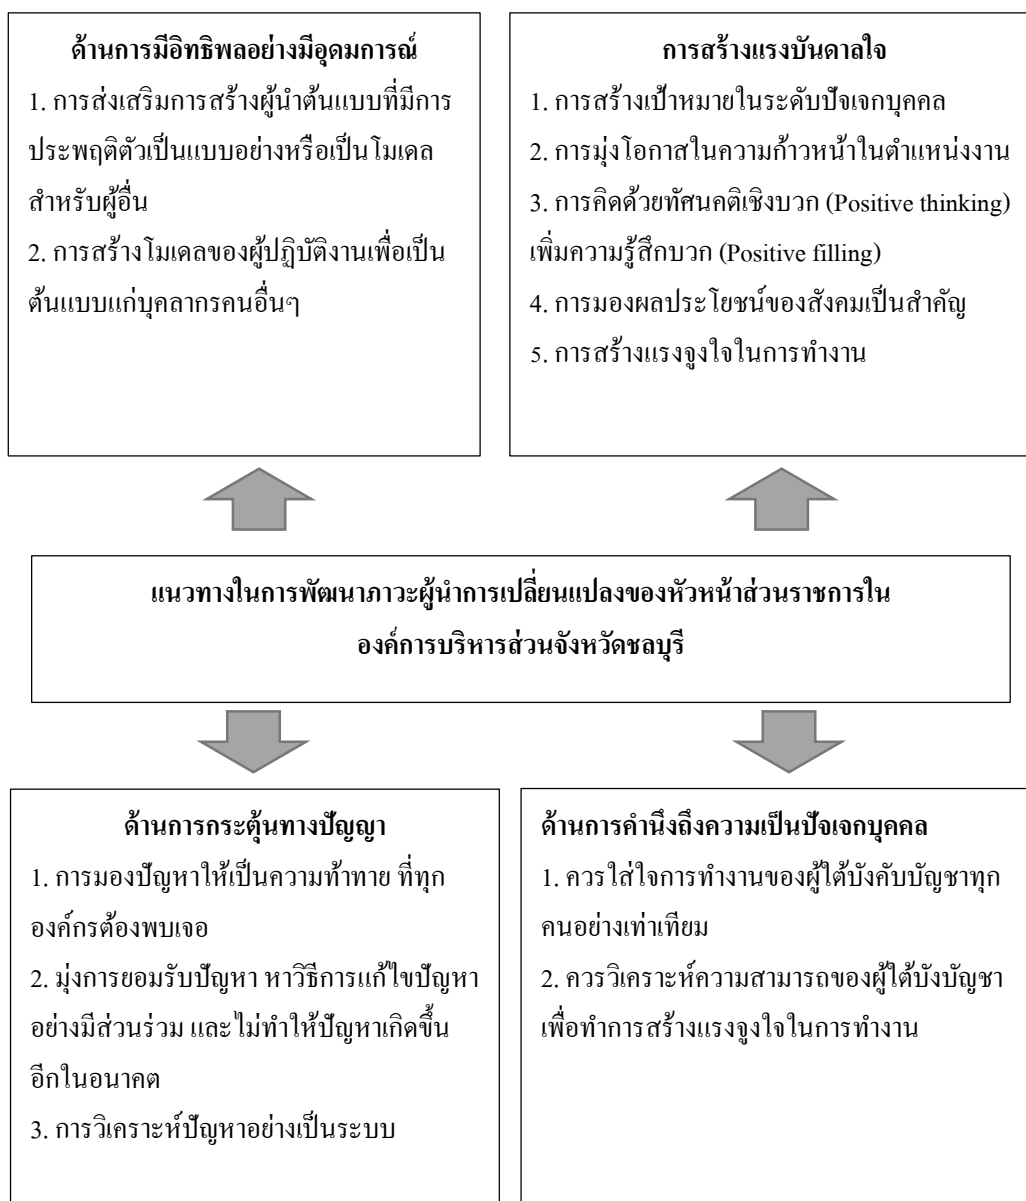 ด้านการมีอิทธิพลอย่างมีอุดมการณ์
1. การส่งเสริมการสร้างผู้นำต้นแบบที่มีการ
ประพฤติตัวเป็นแบบอย่างหรือเป็นโมเดล
สำหรับผู้อื่น
2. การสร้างโมเดลของผู้ปฏิบัติงานเพื่อเป็น
ต้นแบบแก่บุคลากรคนอื่นๆ
การสร้างแรงบันดาลใจ
1. การสร้างเป้าหมายในระดับปัจเจกบุคคล
2. การมุ่งโอกาสในความก้าวหน้าในตำแหน่งงาน
3. การคิดด้วยทัศนคติเชิงบวก (Positive thinking)
เพิ่มความรู้สึกบวก (Positive filling)
4. การมองผลประโยชน์ของสังคมเป็นสำคัญ
5. การสร้างแรงจูงใจในการทำงาน
แนวทางในการพัฒนาภาวะผู้นำการเปลี่ยนแปลงของหัวหน้าส่วนราชการใน
องค์การบริหารส่วนจังหวัดชลบุรี
ด้านการกระตุ้นทางปัญญา
1. การมองปัญหาให้เป็นความท้าทาย ที่ทุก
องค์กรต้องพบเจอ
2. มุ่งการยอมรับปัญหา หาวิธีการแก้ไขปัญหา
อย่างมีส่วนร่วม และไม่ทำให้ปัญหาเกิดขึ้น
อีกในอนาคต
3. การวิเคราะห์ปัญหาอย่างเป็นระบบ
ด้านการคำนึงถึงความเป็นปัจเจกบุคคล
1. ควรใส่ใจการทำงานของผู้ใต้บังคับบัญชาทุก
คนอย่างเท่าเทียม
2. ควรวิเคราะห์ความสามารถของผู้ใต้บังบัญชา
เพื่อทำการสร้างแรงจูงใจในการทำงาน